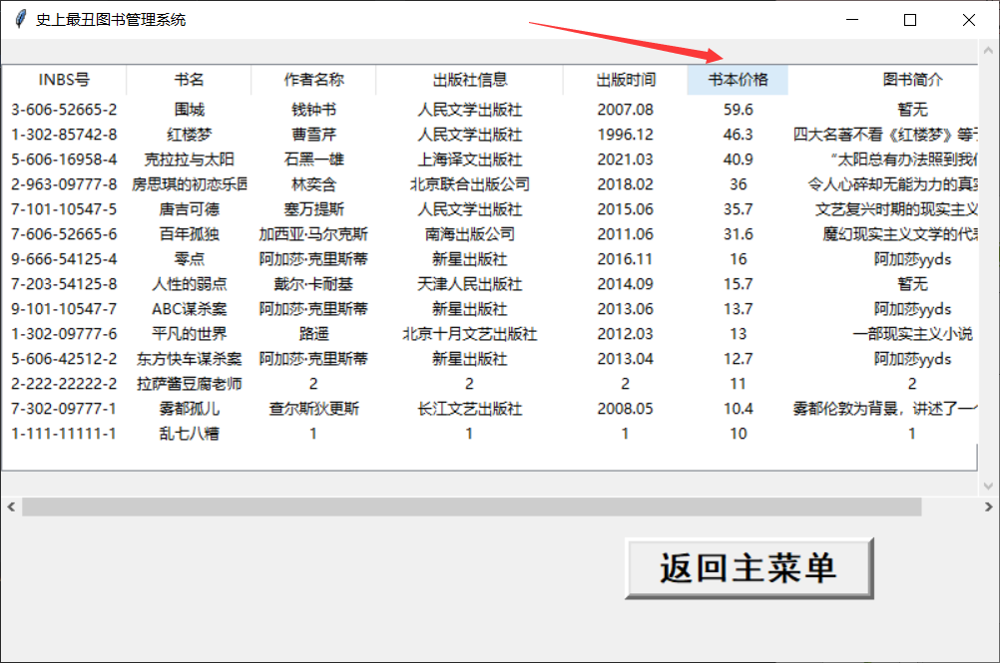 史上最丑图书管理系统
INBS号 书名 作者名称 出版社信息 出版时间 书本价格 图书简介
3-606-52665-2 围城 钱钟书 人民文学出版社 2007.08 59.6 暂无
1-302-85742-8 红楼梦 曹雪芹 人民文学出版社 1996.12 46.3 四大名著不看《红楼梦》等
5-606-16958-4 克拉拉与太阳 石黑一雄 上海译文出版社 2021.03 40.9 “太阳总有办法照到我
2-963-09777-8 房思琪的初恋乐园 林奕含 北京联合出版公司 2018.02 36 令人心碎却无能为力的真实
7-101-10547-5 唐吉可德 塞万提斯 人民文学出版社 2015.06 35.7 文艺复兴时期的现实主义
7-606-52665-6 百年孤独 加西亚·马尔克斯 南海出版公司 2011.06 31.6 魔幻现实主义文学的代表
9-666-54125-4 零点 阿加莎·克里斯蒂 新星出版社 2016.11 16 阿加莎yyds
7-203-54125-8 人性的弱点 戴尔·卡耐基 天津人民出版社 2014.09 15.7 暂无
9-101-10547-7 ABC谋杀案 阿加莎·克里斯蒂 新星出版社 2013.06 13.7 阿加莎yyds
1-302-09777-6 平凡的世界 路遥 北京十月文艺出版社 2012.03 13 一部现实主义小说
5-606-42512-2 东方快车谋杀案 阿加莎·克里斯蒂 新星出版社 2013.04 12.7 阿加莎yyds
2-222-22222-2 拉萨酱豆腐老师 2 2 2 11 2
7-302-09777-1 雾都孤儿 查尔斯狄更斯 长江文艺出版社 2008.05 10.4 雾都伦敦为背景，讲述了一个
1-111-11111-1 乱七八糟 1 1 1 10 1
返回主菜单